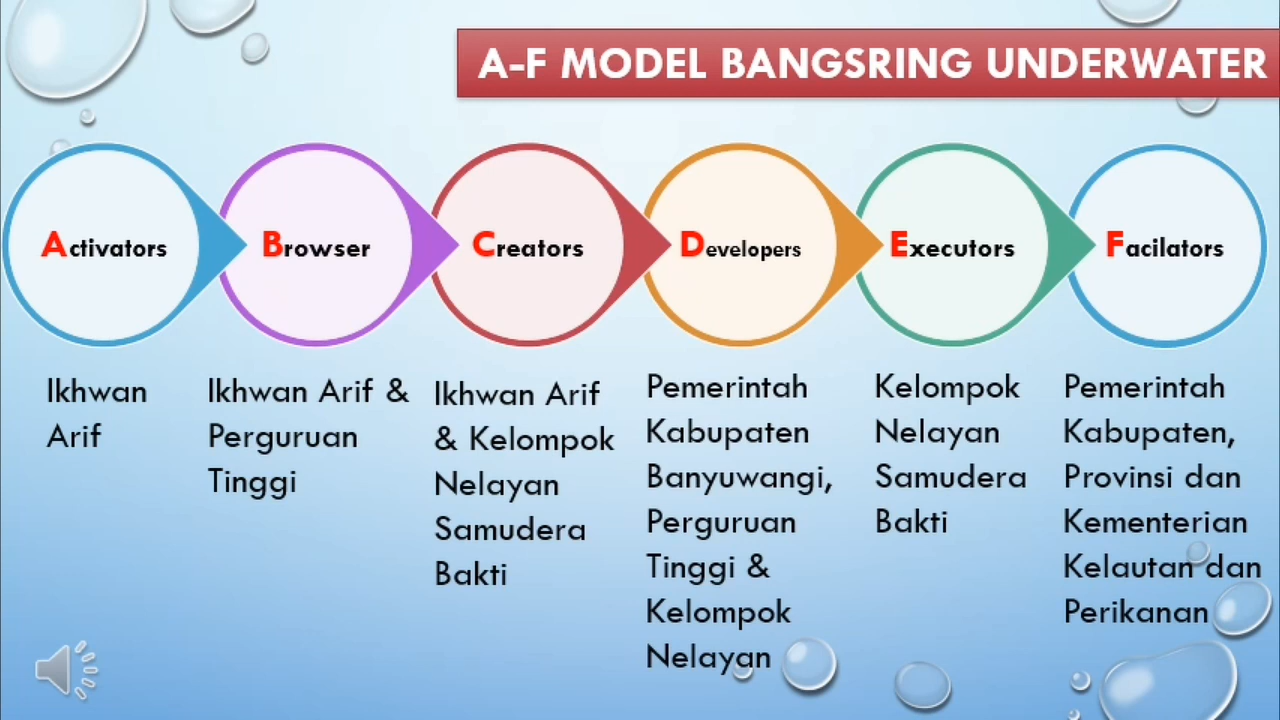 A-F MODEL BANGSRING UNDERWATER
Activators
Browser
Creators
Developers
Executors
Facilators
Ikhwan
Arif
Ikhwan Arif &
Perguruan
Tinggi
Ikhwan Arif
& Kelompok
Nelayan
Samudera
Bakti
Pemerintah
Kabupaten
Banyuwangi,
Perguruan
Tinggi &
Kelompok
Nelayan
Kelompok
Nelayan
Samudera
Bakti
Pemerintah
Kabupaten,
Provinsi dan
Kementerian
Kelautan dan
Perikanan